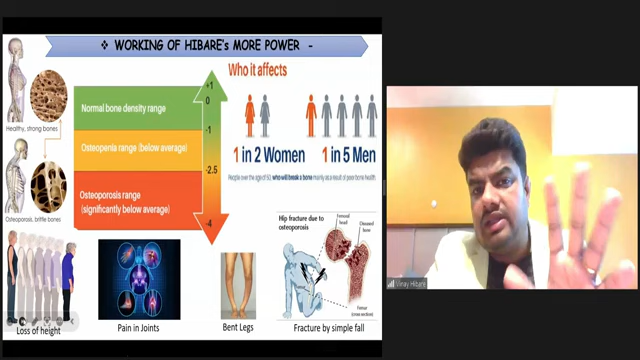 ❖ WORKING OF HIBARE's MORE POWER -
Who it affects
+1
0
-1
-2.5
-4
Normal bone density range
Osteopenia range (below average)
Osteoporosis range
(significantly below average)
Healthy, strong bones
Osteoporosis, brittle bones
1 in 2 Women
1 in 5 Men
People over the age of 50, who will break a bone mainly as a result of poor bone health.
Hip fracture due to
osteoporosis
Femoral
head
Diseased
bone
Femur
(cross section)
Loss of height
Pain in Joints
Bent Legs
Fracture by simple fall
Vinay Hibare